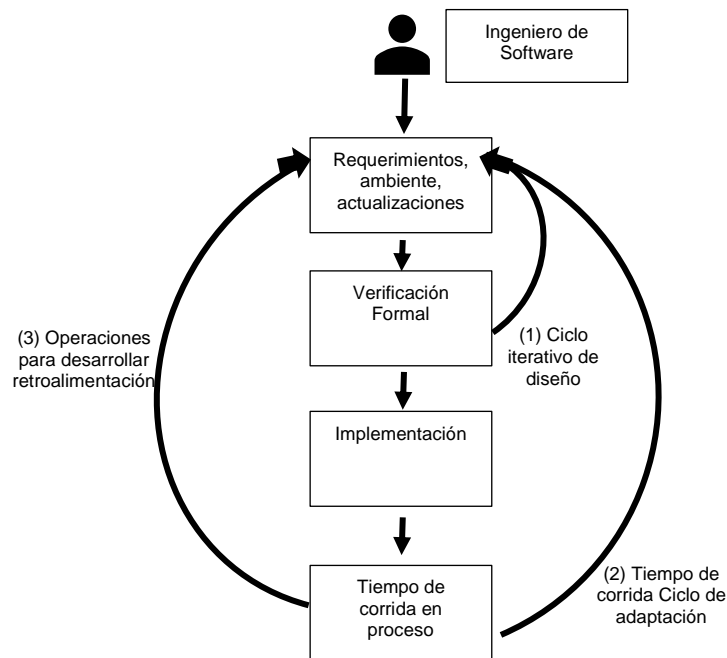 Ingeniero de
Software
Requerimientos,
ambiente,
actualizaciones
Verificación
Formal
(1) Ciclo
iterativo de
diseño
(3) Operaciones
para desarrollar
retroalimentación
Implementación
Tiempo de
corrida en
proceso
(2) Tiempo de
corrida Ciclo de
adaptación